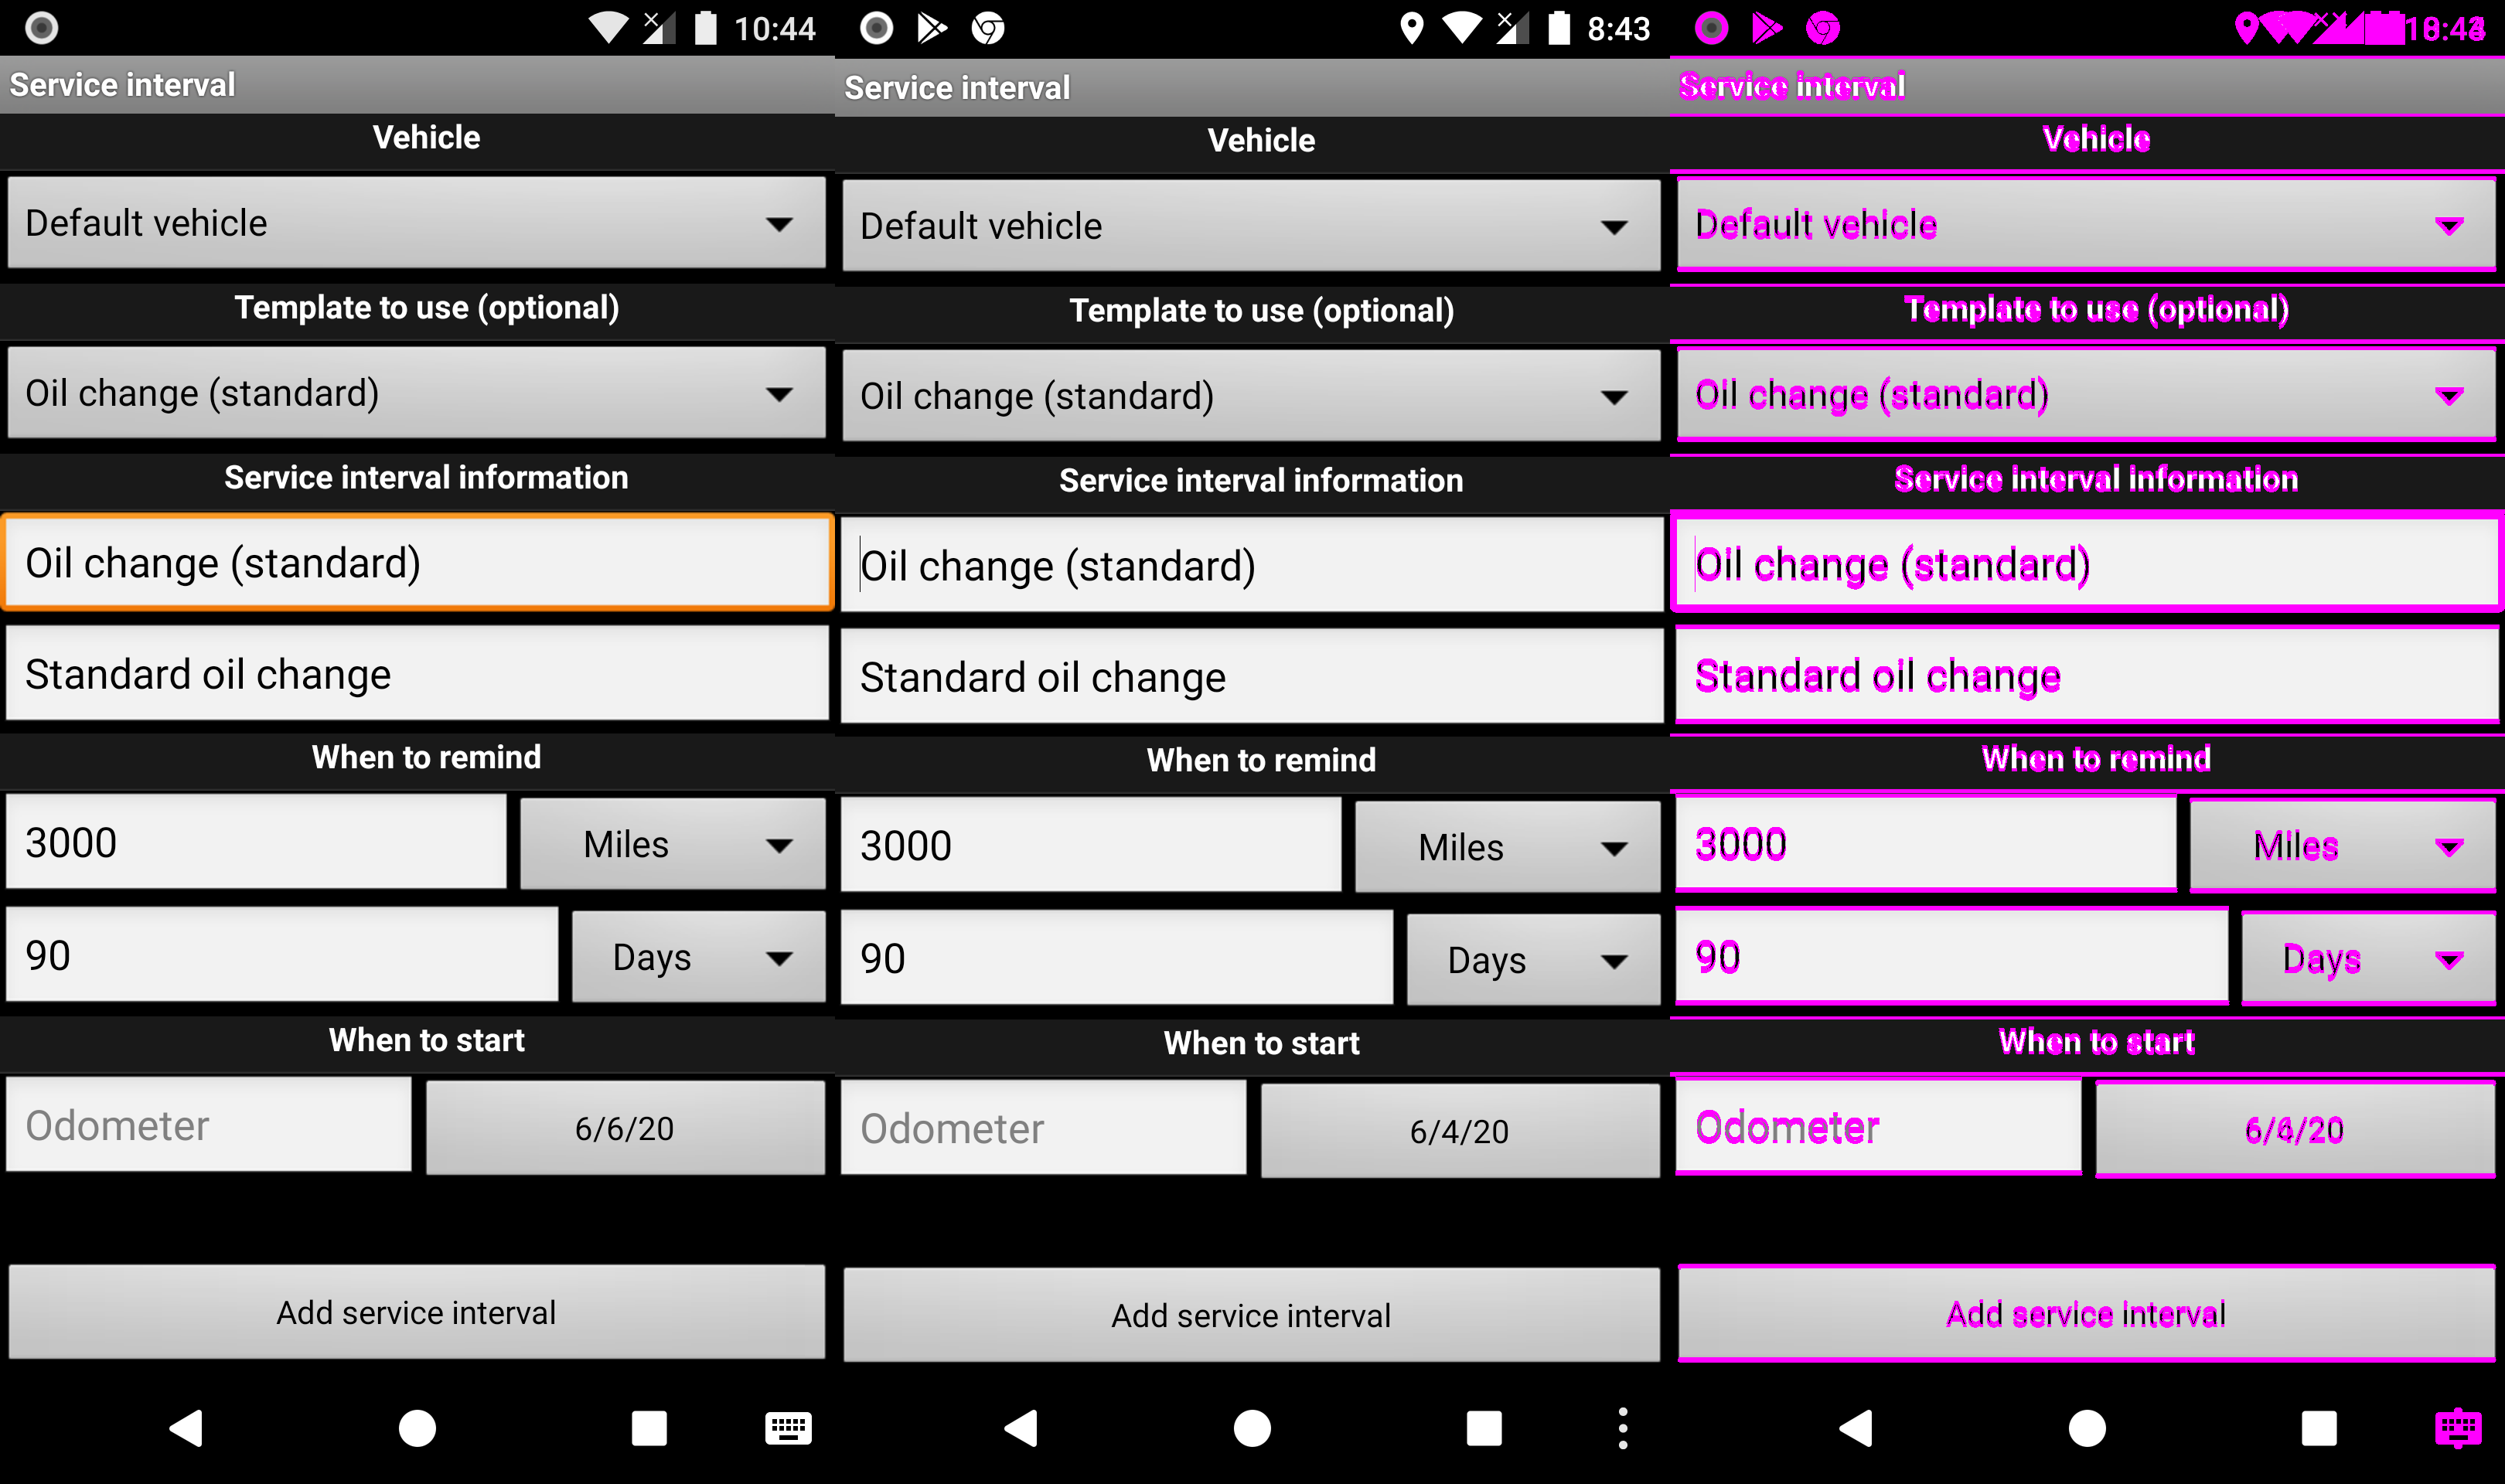 10:44
Service interval
Vehicle
Default vehicle
Template to use (optional)
Oil change (standard)
Service interval information
Oil change (standard)
Standard oil change
When to remind
3000 Miles
90 Days
When to start
Odometer 6/6/20
Add service interval
8:43
Service interval
Vehicle
Default vehicle
Template to use (optional)
Oil change (standard)
Service interval information
Oil change (standard)
Standard oil change
When to remind
3000 Miles
90 Days
When to start
Odometer 6/4/20
Add service interval
Service interval
Vehicle
Default vehicle
Template to use (optional)
Oil change (standard)
Service interval information
Oil change (standard)
Standard oil change
When to remind
3000 Miles
90 Days
When to start
Odometer
Add service interval